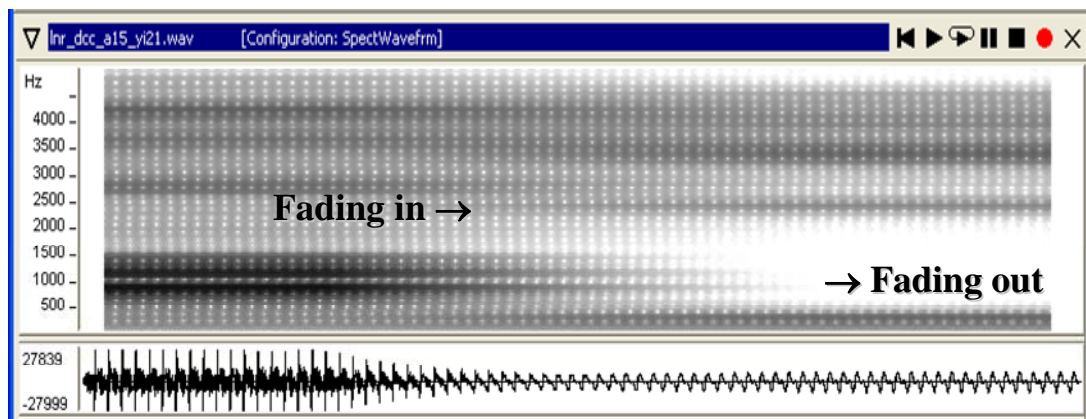 lnr_dcc_a15_yi21.wav [Configuration: SpectWavefrm]
Hz
4000
3500
3000
2500
2000
1500
1000
500
Fading in →
→ Fading out
27839
-27999